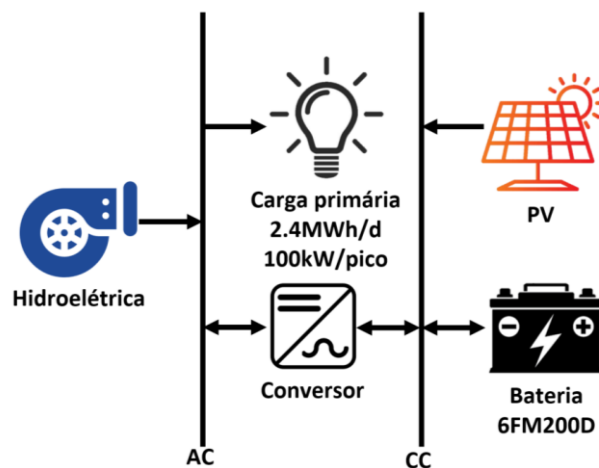 Carga primária
2.4MWh/d
100kW/pico
PV
Hidroelétrica
Conversor
Bateria
6FM200D
AC
CC